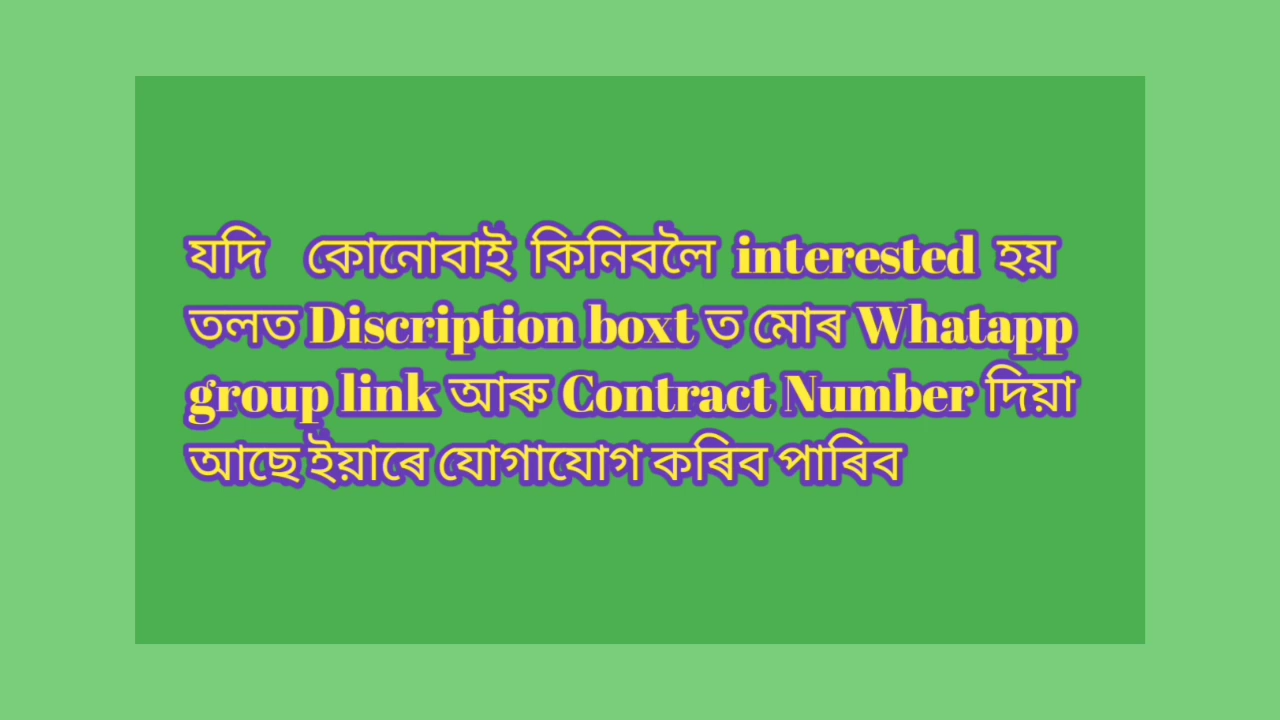 যদি কোনোবাই কিনিবলৈ interested হয়
তলত Discription boxt ত মোৰ Whatapp
group link আৰু Contract Number দিয়া
আছে ইয়াৰে যোগাযোগ কৰিব পাৰিব